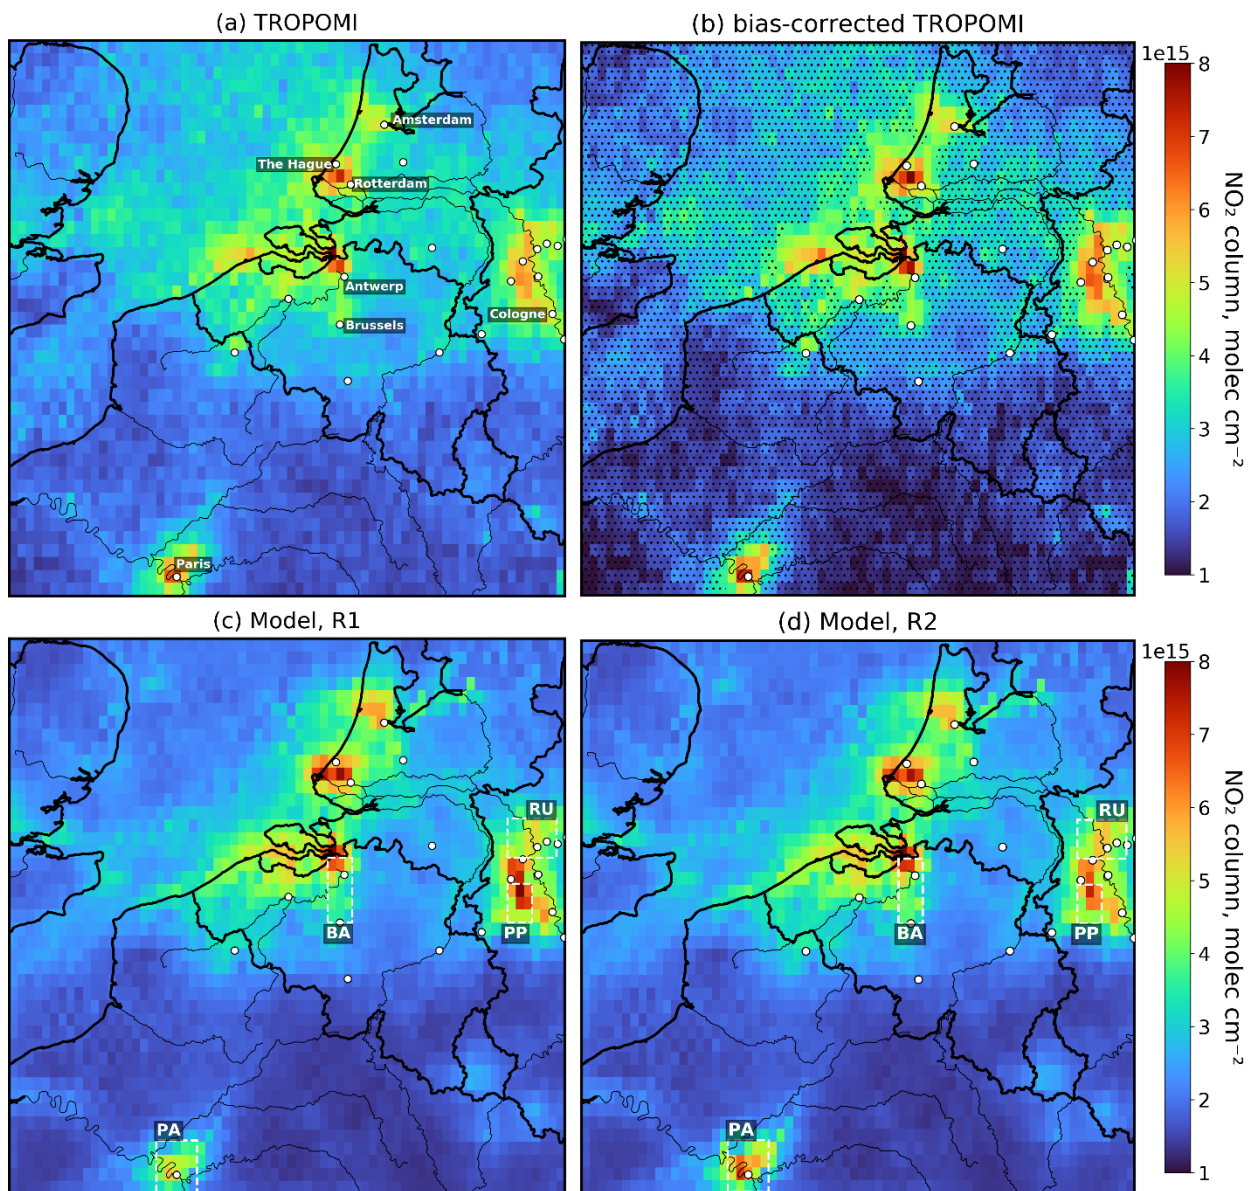 (a) TROPOMI
(b) bias-corrected TROPOMI
1e15
8
7
6
5
4
3
2
1
NO₂ column, molec cm⁻²
Amsterdam
The Hague
Rotterdam
Antwerp
Brussels
Cologne
Paris
(c) Model, R1
(d) Model, R2
1e15
8
7
6
5
4
3
2
1
NO₂ column, molec cm⁻²
RU
PP
BA
PA
RU
PP
BA
PA